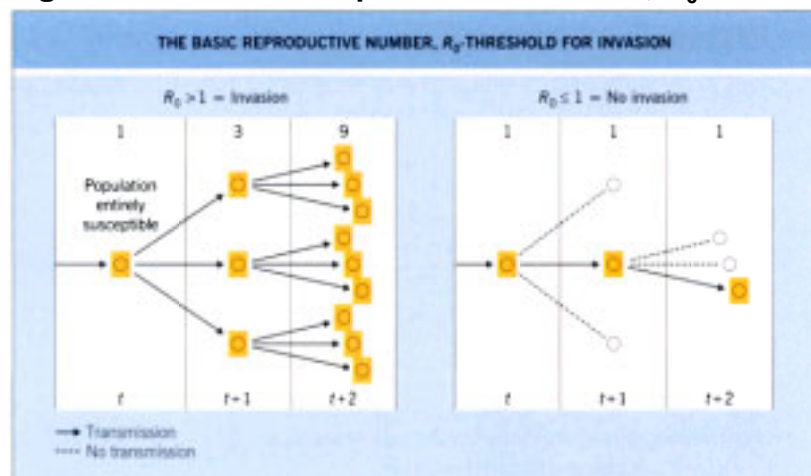 THE BASIC REPRODUCTIVE NUMBER, R₀-THRESHOLD FOR INVASION
R₀ > 1 = Invasion
1 3 9
Population
entirely
susceptible
t t+1 t+2
R₀ ≤ 1 = No invasion
1 1 1
t t+1 t+2
Transmission
No transmission